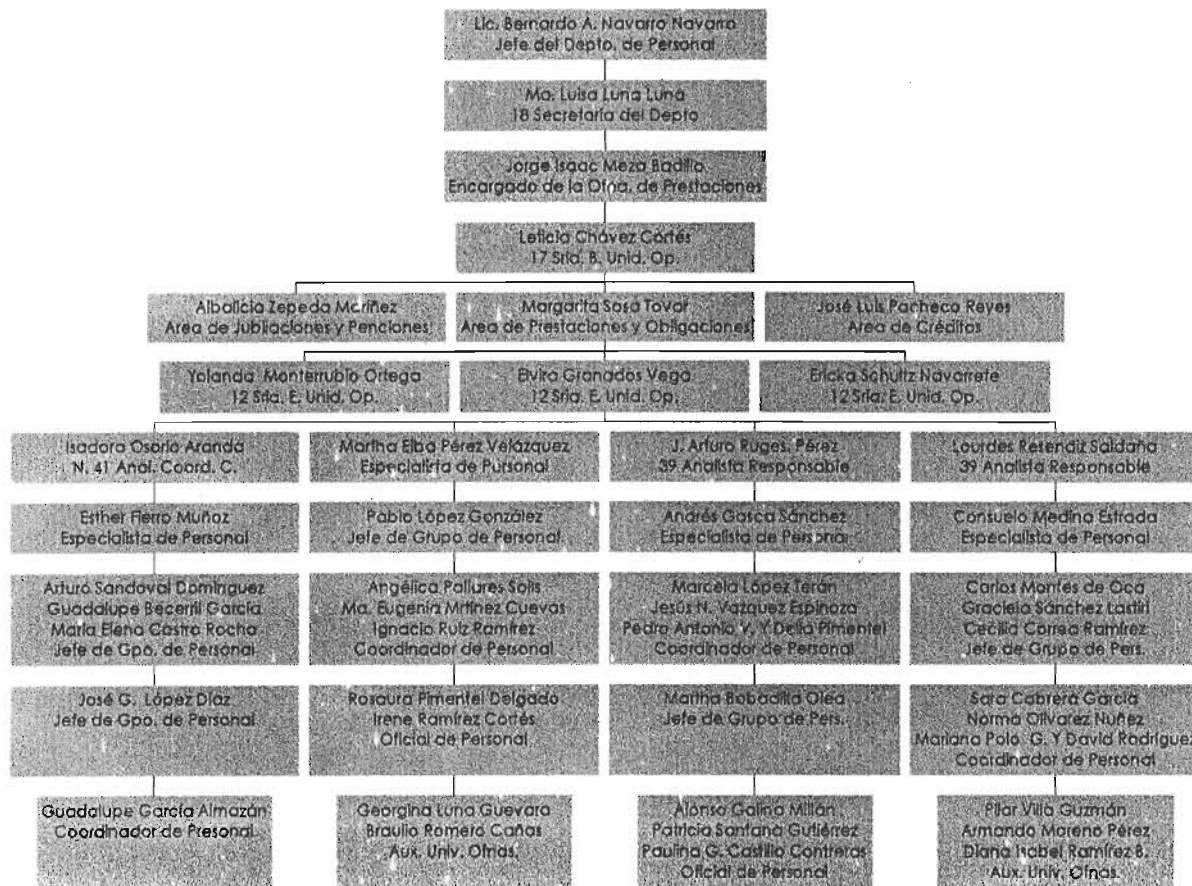 Lic. Bernardo A. Navarro Navarro
Jefe del Depto. de Personal
Ma. Luisa Luna Luna
18 Secretaria del Depto
Jorge Isaac Meza Badillo
Encargado de la Ofna. de Prestaciones
Leticia Chávez Cortés
17 Sria. B. Unid. Op.
Albalicia Zepeda Mariñez
Area de Jubilaciones y Penciones
Margarita Sosa Tovar
Area de Prestaciones y Obligaciones
José Luis Pacheco Reyes
Area de Créditos
Yolanda Monterrubio Ortega
12 Sria. E. Unid. Op.
Elvira Granados Vega
12 Sria. E. Unid. Op.
Ericka Schultz Navarrete
12 Sria. E. Unid. Op.
Isadora Osorio Aranda
N. 41 Anal. Coord. C.
Martha Elba Pérez Velázquez
Especialista de Pursonal
J. Arturo Ruges. Pérez
39 Analista Responsable
Lourdes Resendiz Saldaña
39 Analista Responsable
Esther Fierro Muñoz
Especialista de Personal
Pablo López González
Jefe de Grupo de Personal
Andrés Gasca Sánchez
Especialista de Personal
Consuelo Medina Estrada
Especialista de Personal
Arturo Sandoval Domínguez
Guadalupe Becerril García
María Elena Castro Rocha
Jefe de Gpo. de Personal
Angélica Pallares Solis
Ma. Eugenia Mrtínez Cuevas
Ignacio Ruiz Ramírez
Coordinador de Personal
Marcela López Terán
Jesús N. Vazquez Espinoza
Pedro Antonio V. Y Delia Pimentel
Coordinador de Personal
Carlos Montes de Oca
Graciela Sánchez Lastiri
Cecilia Correa Ramírez
Jefe de Grupo de Pers.
José G. López Díaz
Jefe de Gpo. de Personal
Rosaura Pimentel Delgado
Irene Ramírez Cortés
Oficial de Personal
Martha Bobadilla Olea
Jefe de Grupo de Pers.
Sara Cabrera García
Norma Olivarez Nuñez
Mariana Polo G. Y David Rodríguez
Coordinador de Personal
Guadalupe García Almazán
Coordinador de Presonal
Georgina Luna Guevara
Braulio Romero Cañas
Aux. Univ. Ofnas.
Alonso Galina Millán
Patricia Santana Gutiérrez
Paulina G. Castillo Contreras
Oficial de Personal
Pilar Villa Guzmán
Armando Moreno Pérez
Diana Isabel Ramírez B.
Aux. Univ. Ofnas.